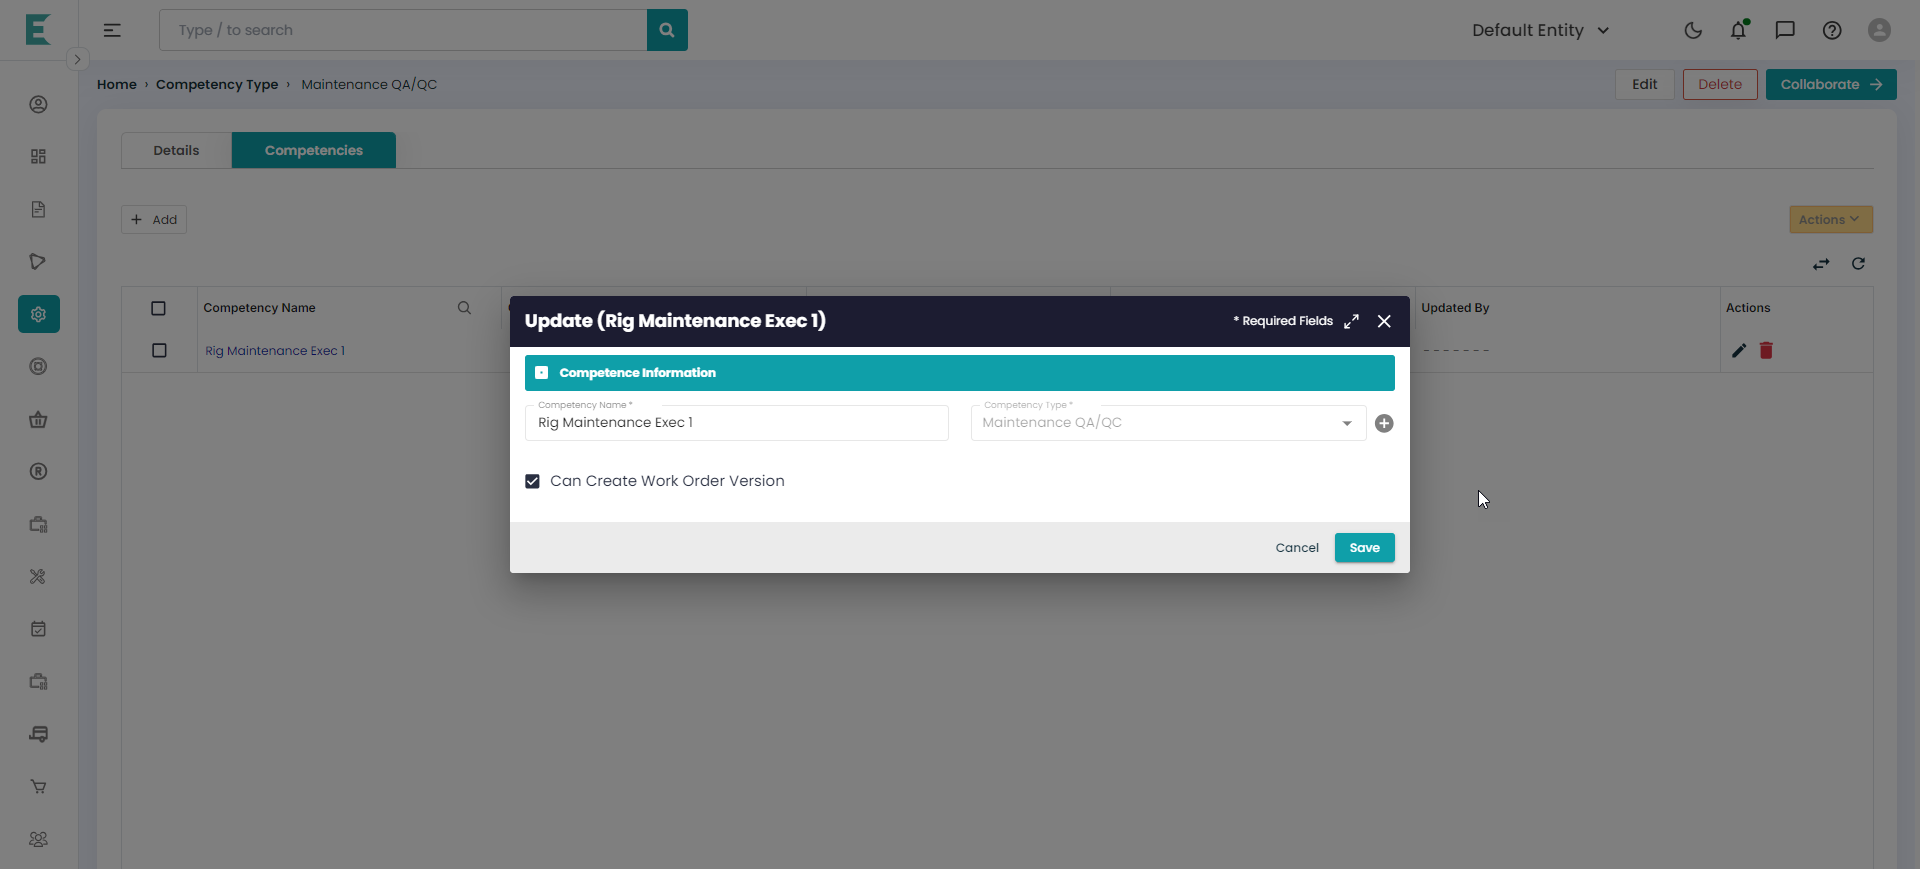 Type / to search
Default Entity
Home › Competency Type › Maintenance QA/QC
Edit
Delete
Collaborate
Details
Competencies
+ Add
Actions
Competency Name
Updated By
Actions
Rig Maintenance Exec 1
- - - - - - -
Update (Rig Maintenance Exec 1)
* Required Fields
Competence Information
Competency Name *
Rig Maintenance Exec 1
Competency Type *
Maintenance QA/QC
Can Create Work Order Version
Cancel
Save